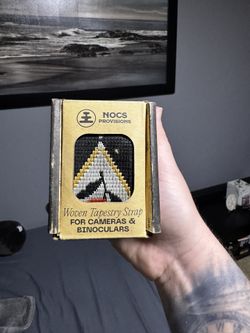 NOCS
PROVISIONS
Woven Tapestry Strap
FOR CAMERAS &
BINOCULARS